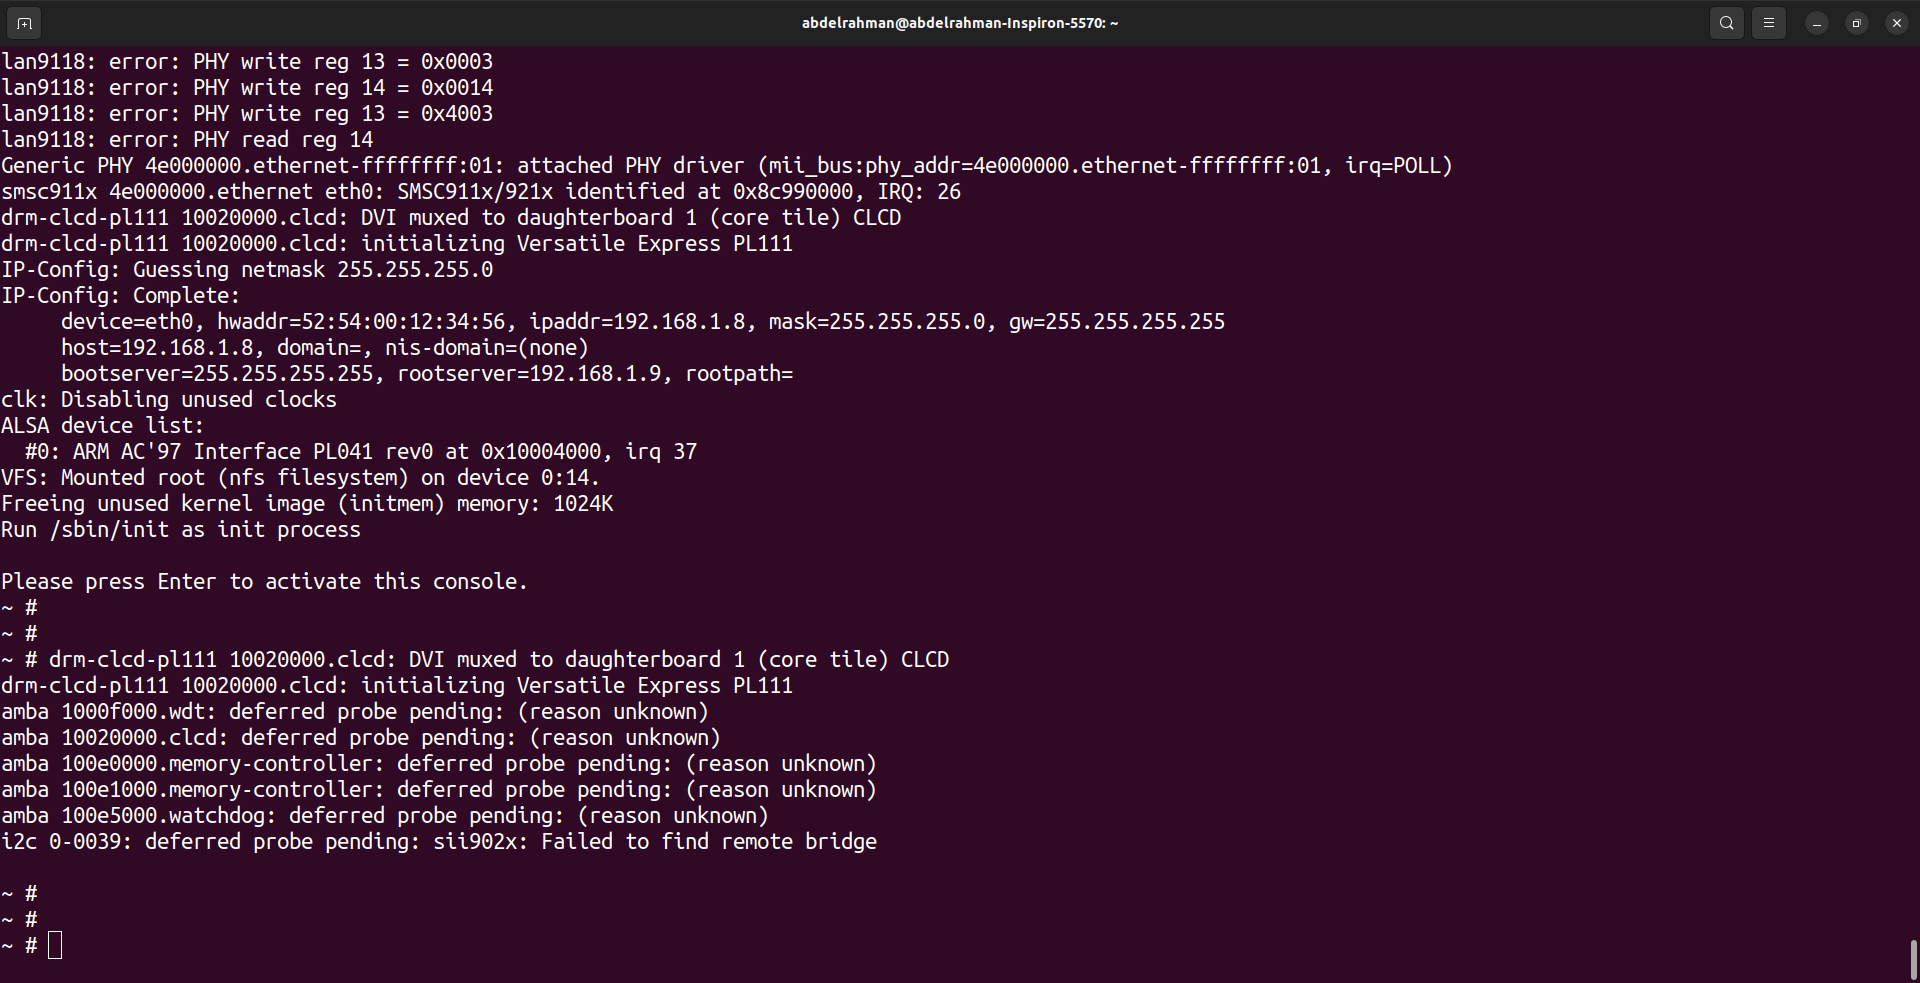 abdelrahman@abdelrahman-Inspiron-5570: ~
lan9118: error: PHY write reg 13 = 0x0003
lan9118: error: PHY write reg 14 = 0x0014
lan9118: error: PHY write reg 13 = 0x4003
lan9118: error: PHY read reg 14
Generic PHY 4e000000.ethernet-ffffffff:01: attached PHY driver (mii_bus:phy_addr=4e000000.ethernet-ffffffff:01, irq=POLL)
smsc911x 4e000000.ethernet eth0: SMSC911x/921x identified at 0x8c990000, IRQ: 26
drm-clcd-pl111 10020000.clcd: DVI muxed to daughterboard 1 (core tile) CLCD
drm-clcd-pl111 10020000.clcd: initializing Versatile Express PL111
IP-Config: Guessing netmask 255.255.255.0
IP-Config: Complete:
     device=eth0, hwaddr=52:54:00:12:34:56, ipaddr=192.168.1.8, mask=255.255.255.0, gw=255.255.255.255
     host=192.168.1.8, domain=, nis-domain=(none)
     bootserver=255.255.255.255, rootserver=192.168.1.9, rootpath=
clk: Disabling unused clocks
ALSA device list:
  #0: ARM AC'97 Interface PL041 rev0 at 0x10004000, irq 37
VFS: Mounted root (nfs filesystem) on device 0:14.
Freeing unused kernel image (initmem) memory: 1024K
Run /sbin/init as init process
Please press Enter to activate this console.
~ #
~ #
~ # drm-clcd-pl111 10020000.clcd: DVI muxed to daughterboard 1 (core tile) CLCD
drm-clcd-pl111 10020000.clcd: initializing Versatile Express PL111
amba 1000f000.wdt: deferred probe pending: (reason unknown)
amba 10020000.clcd: deferred probe pending: (reason unknown)
amba 100e0000.memory-controller: deferred probe pending: (reason unknown)
amba 100e1000.memory-controller: deferred probe pending: (reason unknown)
amba 100e5000.watchdog: deferred probe pending: (reason unknown)
i2c 0-0039: deferred probe pending: sii902x: Failed to find remote bridge
~ #
~ #
~ #